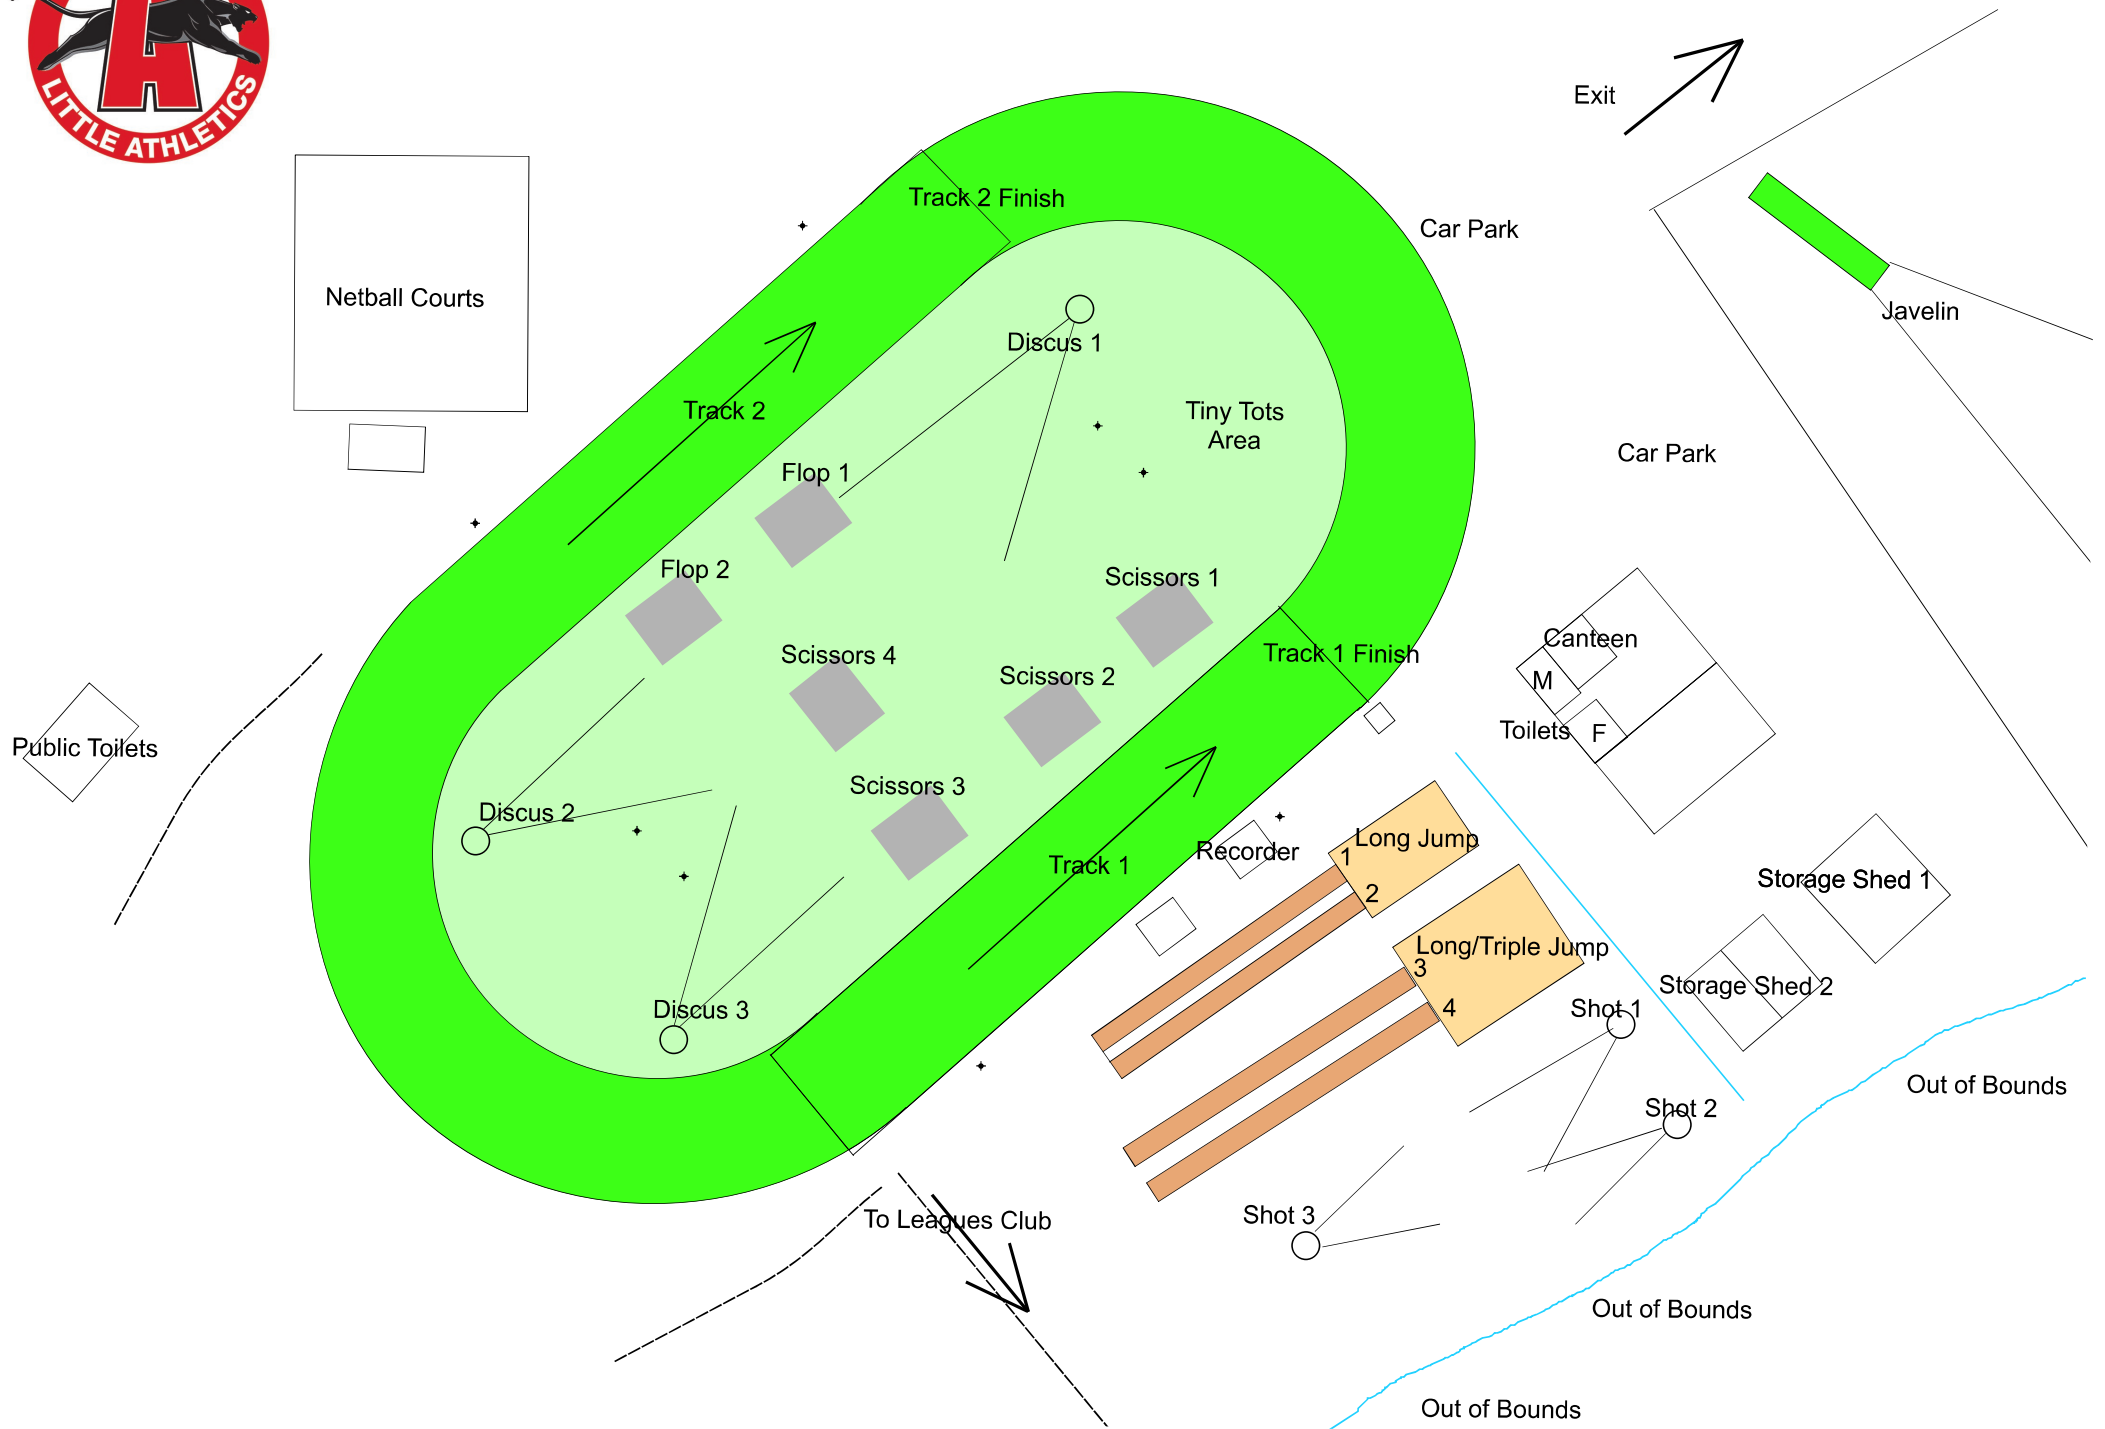 LITTLE ATHLETICS
Exit
Track 2 Finish
Car Park
Netball Courts
Javelin
Discus 1
Track 2
Tiny Tots
Area
Car Park
Flop 1
Flop 2
Scissors 1
Canteen
Scissors 4
Track 1 Finish
Scissors 2
M
Toilets
F
Public Toilets
Scissors 3
Discus 2
Long Jump
Recorder
1
Track 1
2
Storage Shed 1
Long/Triple Jump
3
Storage Shed 2
4
Shot 1
Discus 3
Out of Bounds
Shot 2
Shot 3
To Leagues Club
Out of Bounds
Out of Bounds